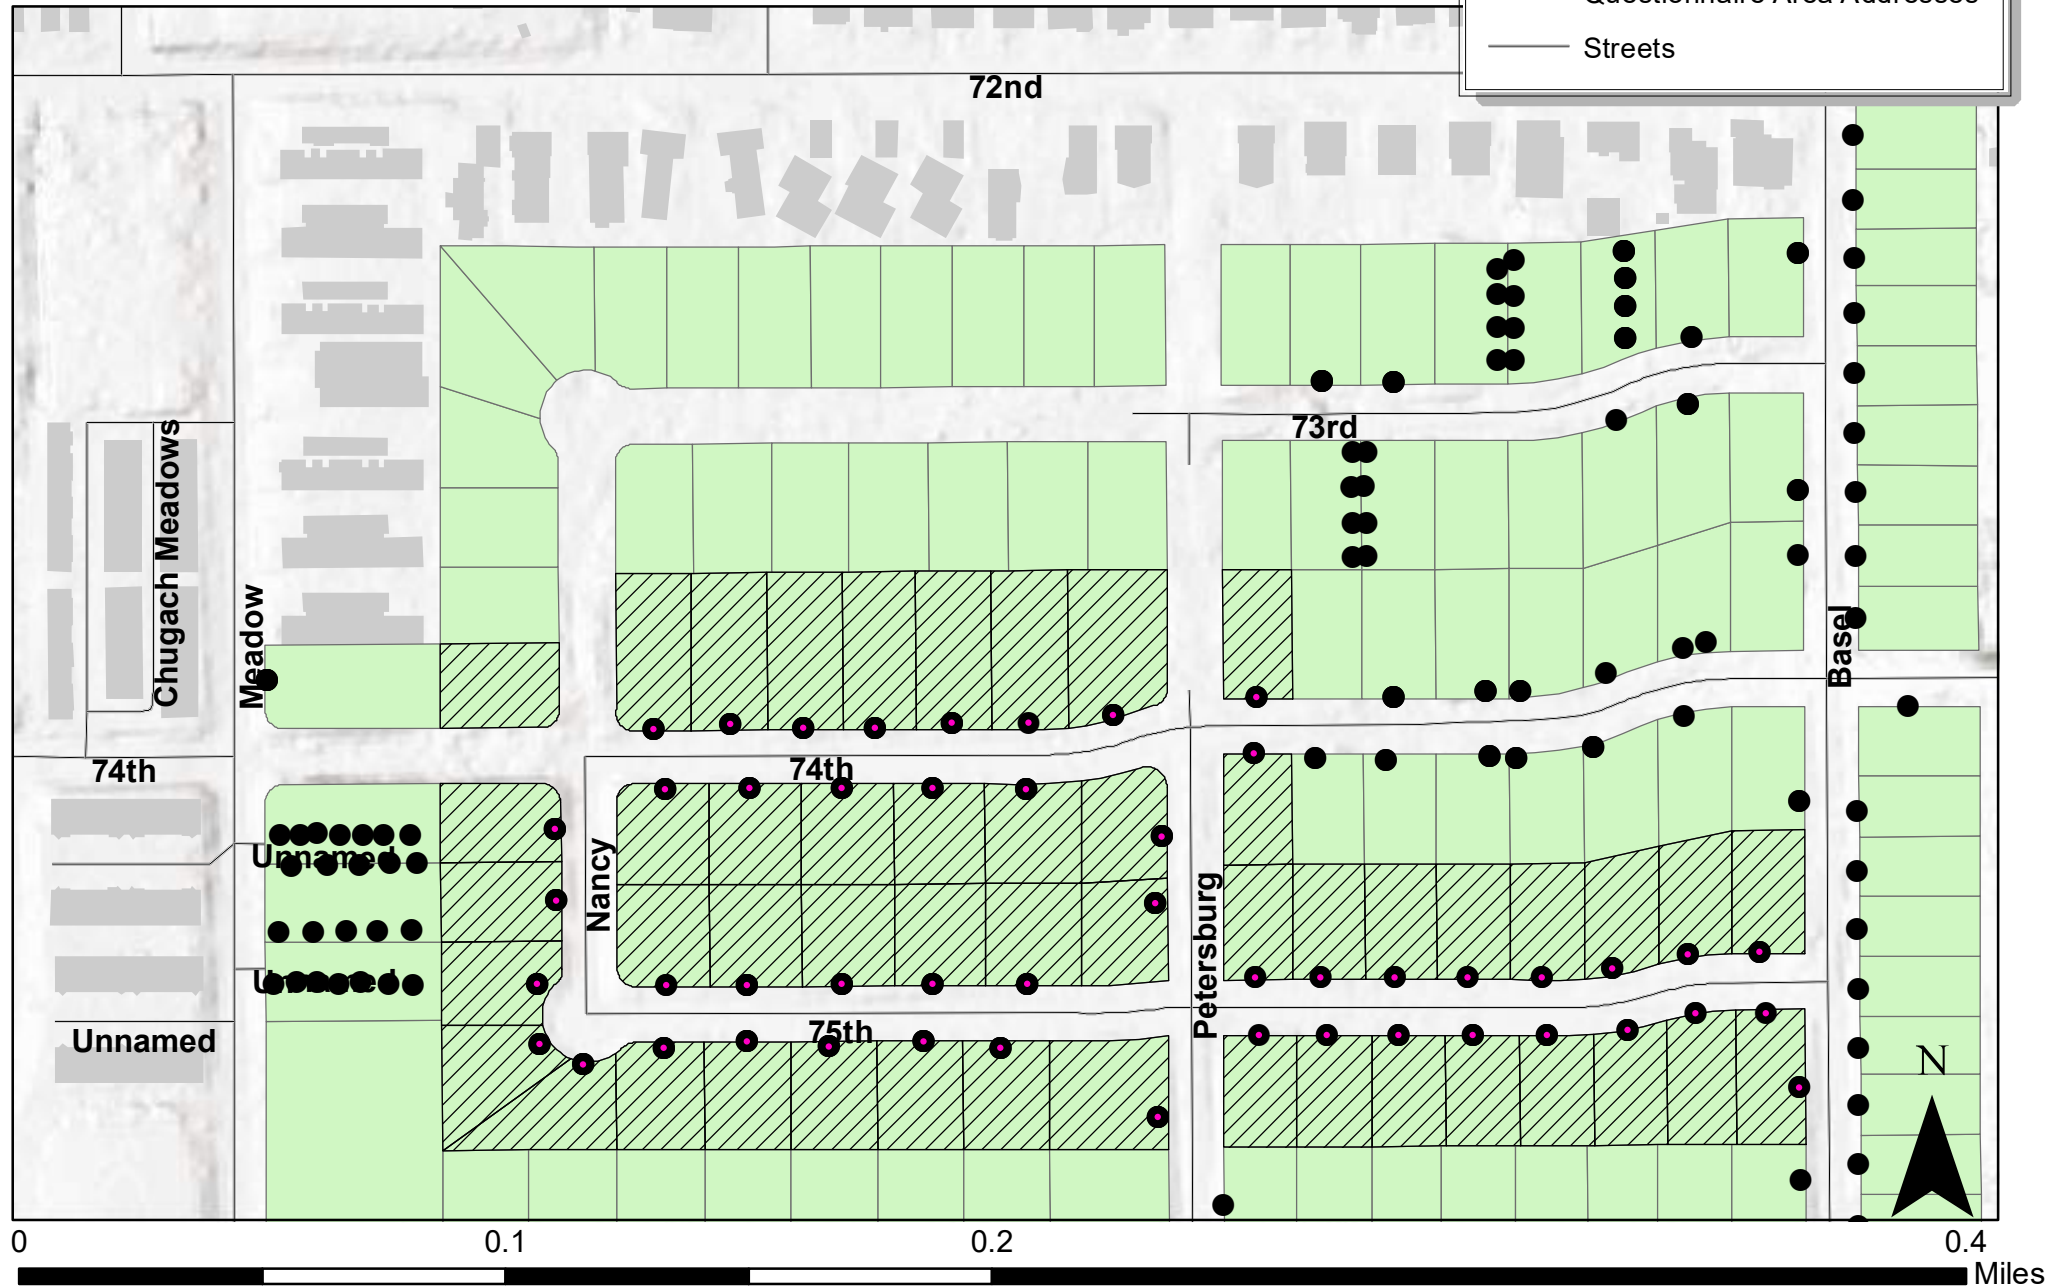 Questionnaire Area Addresses
Streets
72nd
73rd
Chugach Meadows
Meadow
Basel
74th
74th
Unnamed
Nancy
Petersburg
Unnamed
75th
Unnamed
N
0 0.1 0.2 0.4
Miles